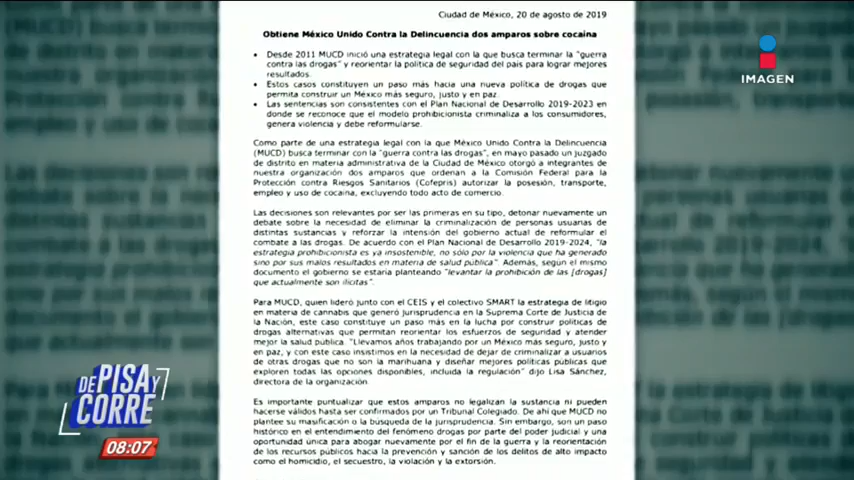 Ciudad de México, 20 de agosto de 2019
Obtiene México Unido Contra la Delincuencia dos amparos sobre cocaína
• Desde 2011 MUCD inició una estrategia legal con la que busca terminar la "guerra
contra las drogas" y reorientar la política de seguridad del país para lograr mejores
resultados.
• Estos casos constituyen un paso más hacia una nueva política de drogas que
permita construir un México más seguro, justo y en paz.
• Las sentencias son consistentes con el Plan Nacional de Desarrollo 2019-2023 en
donde se reconoce que el modelo prohibicionista criminaliza a los consumidores,
genera violencia y debe reformularse.
Como parte de una estrategia legal con la que México Unido Contra la Delincuencia
(MUCD) busca terminar con la "guerra contra las drogas", en mayo pasado un juzgado
de distrito en materia administrativa de la Ciudad de México otorgó a integrantes de
nuestra organización dos amparos que ordenan a la Comisión Federal para la
Protección contra Riesgos Sanitarios (Cofepris) autorizar la posesión, transporte,
empleo y uso de cocaína, excluyendo todo acto de comercio.
Las decisiones son relevantes por ser las primeras en su tipo, detonar nuevamente un
debate sobre la necesidad de eliminar la criminalización de personas usuarias de
distintas sustancias y reforzar la intensión del gobierno actual de reformular el
combate a las drogas. De acuerdo con el Plan Nacional de Desarrollo 2019-2024, "la
estrategia prohibicionista es ya insostenible, no sólo por la violencia que ha generado
sino por sus malos resultados en materia de salud pública". Además, según el mismo
documento el gobierno se estaría planteando "levantar la prohibición de las [drogas]
que actualmente son ilícitas".
Para MUCD, quien lideró junto con el CEIS y el colectivo SMART la estrategia de litigio
en materia de cannabis que generó jurisprudencia en la Suprema Corte de Justicia de
la Nación, este caso constituye un paso más en la lucha por construir políticas de
drogas alternativas que permitan reorientar los esfuerzos de seguridad y atender
mejor la salud pública. "Llevamos años trabajando por un México más seguro, justo y
en paz, y con este caso insistimos en la necesidad de dejar de criminalizar a usuarios
de otras drogas que no son la marihuana y diseñar mejores políticas públicas que
exploren todas las opciones disponibles, incluida la regulación" dijo Lisa Sánchez,
directora de la organización.
Es importante puntualizar que estos amparos no legalizan la sustancia ni pueden
hacerse válidos hasta ser confirmados por un Tribunal Colegiado. De ahí que MUCD no
plantee su masificación o la búsqueda de la jurisprudencia. Sin embargo, son un paso
histórico en el entendimiento del fenómeno drogas por parte del poder judicial y una
oportunidad única para abogar nuevamente por el fin de la guerra y la reorientación
de los recursos públicos hacia la prevención y sanción de los delitos de alto impacto
como el homicidio, el secuestro, la violación y la extorsión.
IMAGEN
DE PISA Y
CORRE
08:07